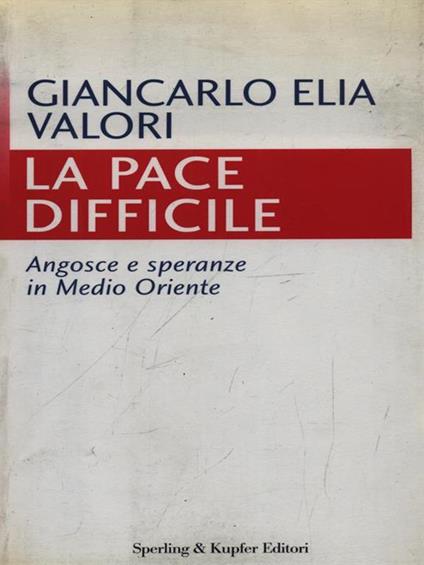 GIANCARLO ELIA
VALORI
LA PACE
DIFFICILE
Angosce e speranze
in Medio Oriente
Sperling & Kupfer Editori